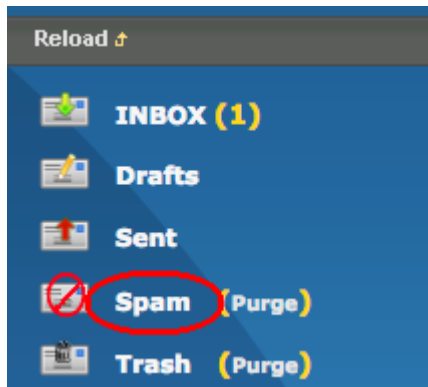 Reload
INBOX (1)
Drafts
Sent
Spam (Purge)
Trash (Purge)